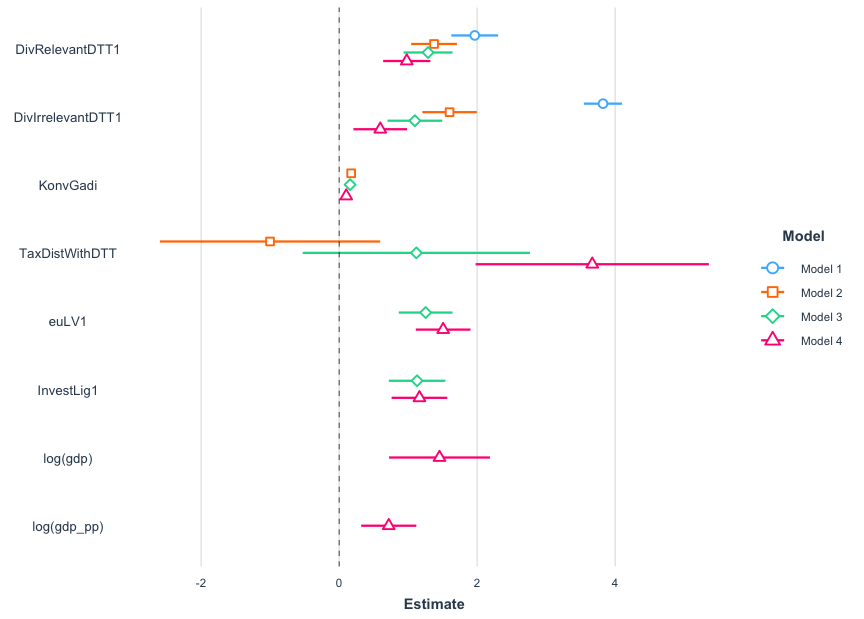 DivRelevantDTT1
DivIrrelevantDTT1
KonvGadi
TaxDistWithDTT
euLV1
InvestLig1
log(gdp)
log(gdp_pp)
-2
0
2
4
Estimate
Model
Model 1
Model 2
Model 3
Model 4